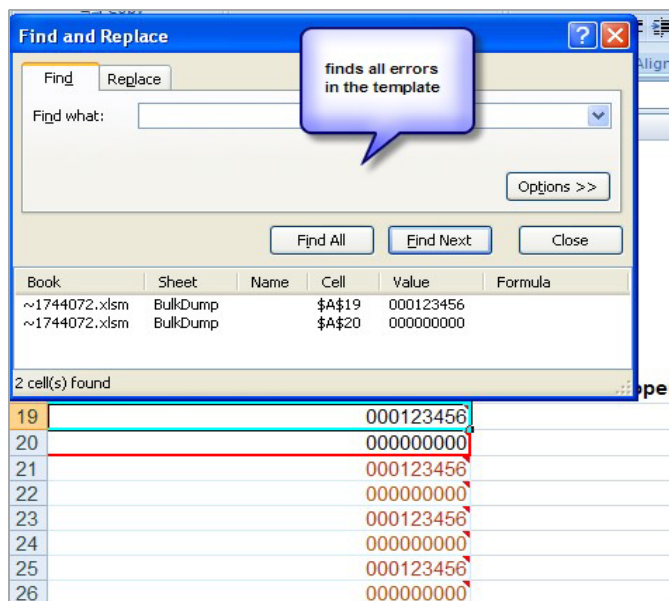 Find and Replace
finds all errors
in the template
Align
Find Replace
Find what:
Options >>
Find All Find Next Close
Book Sheet Name Cell Value Formula
~1744072.xlsm BulkDump $A$19 000123456
~1744072.xlsm BulkDump $A$20 000000000
2 cell(s) found
ope
19 000123456
20 000000000
21 000123456
22 000000000
23 000123456
24 000000000
25 000123456
26 000000000